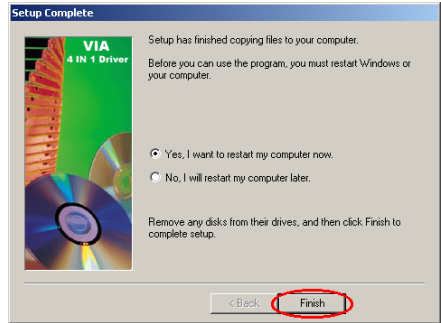 Setup Complete
VIA
4 IN 1 Driver
Setup has finished copying files to your computer.
Before you can use the program, you must restart Windows or
your computer.
Yes, I want to restart my computer now.
No, I will restart my computer later.
Remove any disks from their drives, and then click Finish to
complete setup.
< Back
Finish